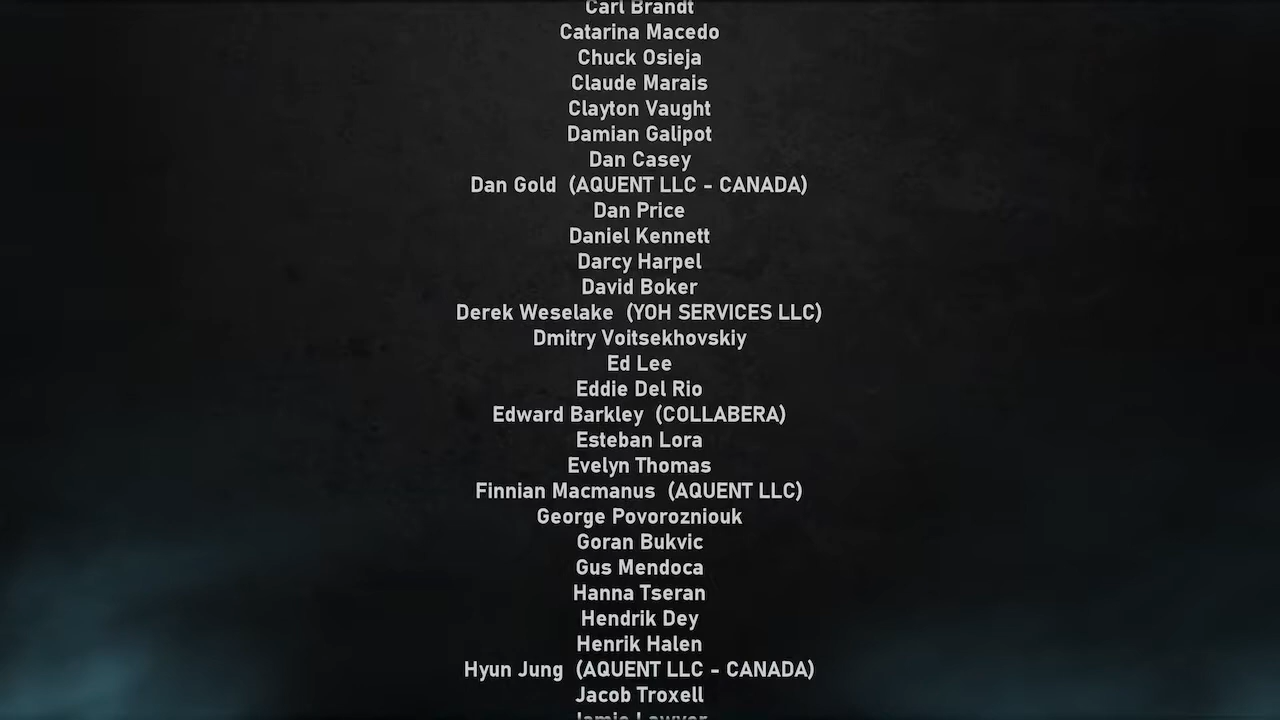 Carl Brandt
Catarina Macedo
Chuck Osieja
Claude Marais
Clayton Vaught
Damian Galipot
Dan Casey
Dan Gold (AQUENT LLC - CANADA)
Dan Price
Daniel Kennett
Darcy Harpel
David Boker
Derek Weselake (YOH SERVICES LLC)
Dmitry Voitsekhovskiy
Ed Lee
Eddie Del Rio
Edward Barkley (COLLABERA)
Esteban Lora
Evelyn Thomas
Finnian Macmanus (AQUENT LLC)
George Povorozniouk
Goran Bukvic
Gus Mendoca
Hanna Tseran
Hendrik Dey
Henrik Halen
Hyun Jung (AQUENT LLC - CANADA)
Jacob Troxell